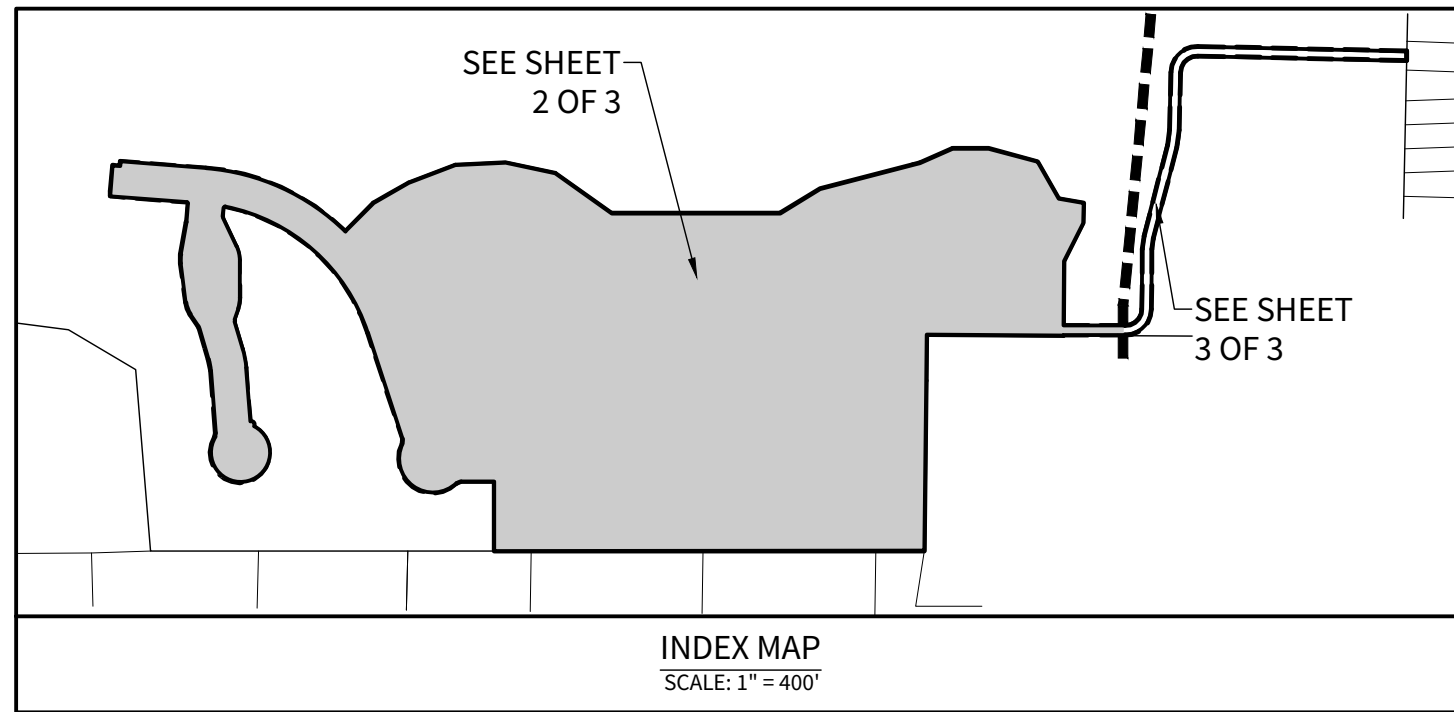 SEE SHEET
2 OF 3
SEE SHEET
3 OF 3
INDEX MAP
SCALE: 1" = 400'